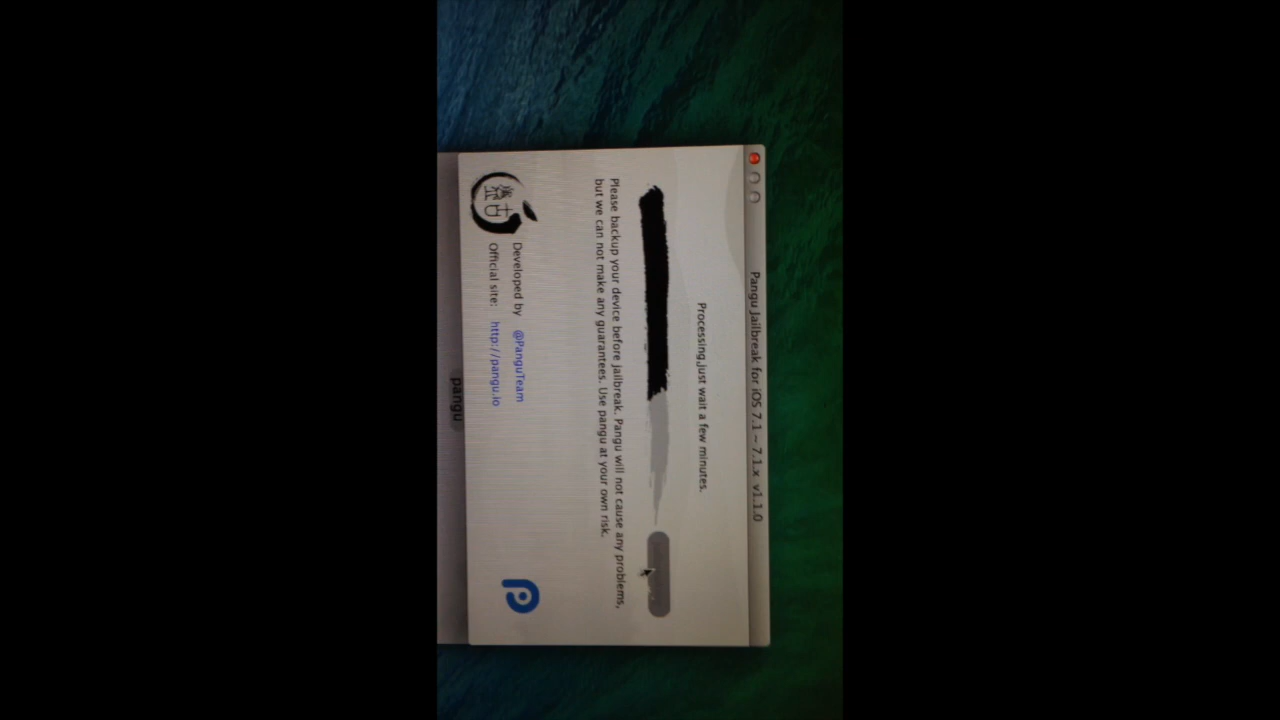 Pangu Jailbreak for iOS 7.1 ~ 7.1.x v1.1.0
Processing,just wait a few minutes.
Please backup your device before jailbreak. Pangu will not cause any problems,
but we can not make any guarantees. Use pangu at your own risk.
盘古
Developed by @PanguTeam
Official site: http://pangu.io
pangu